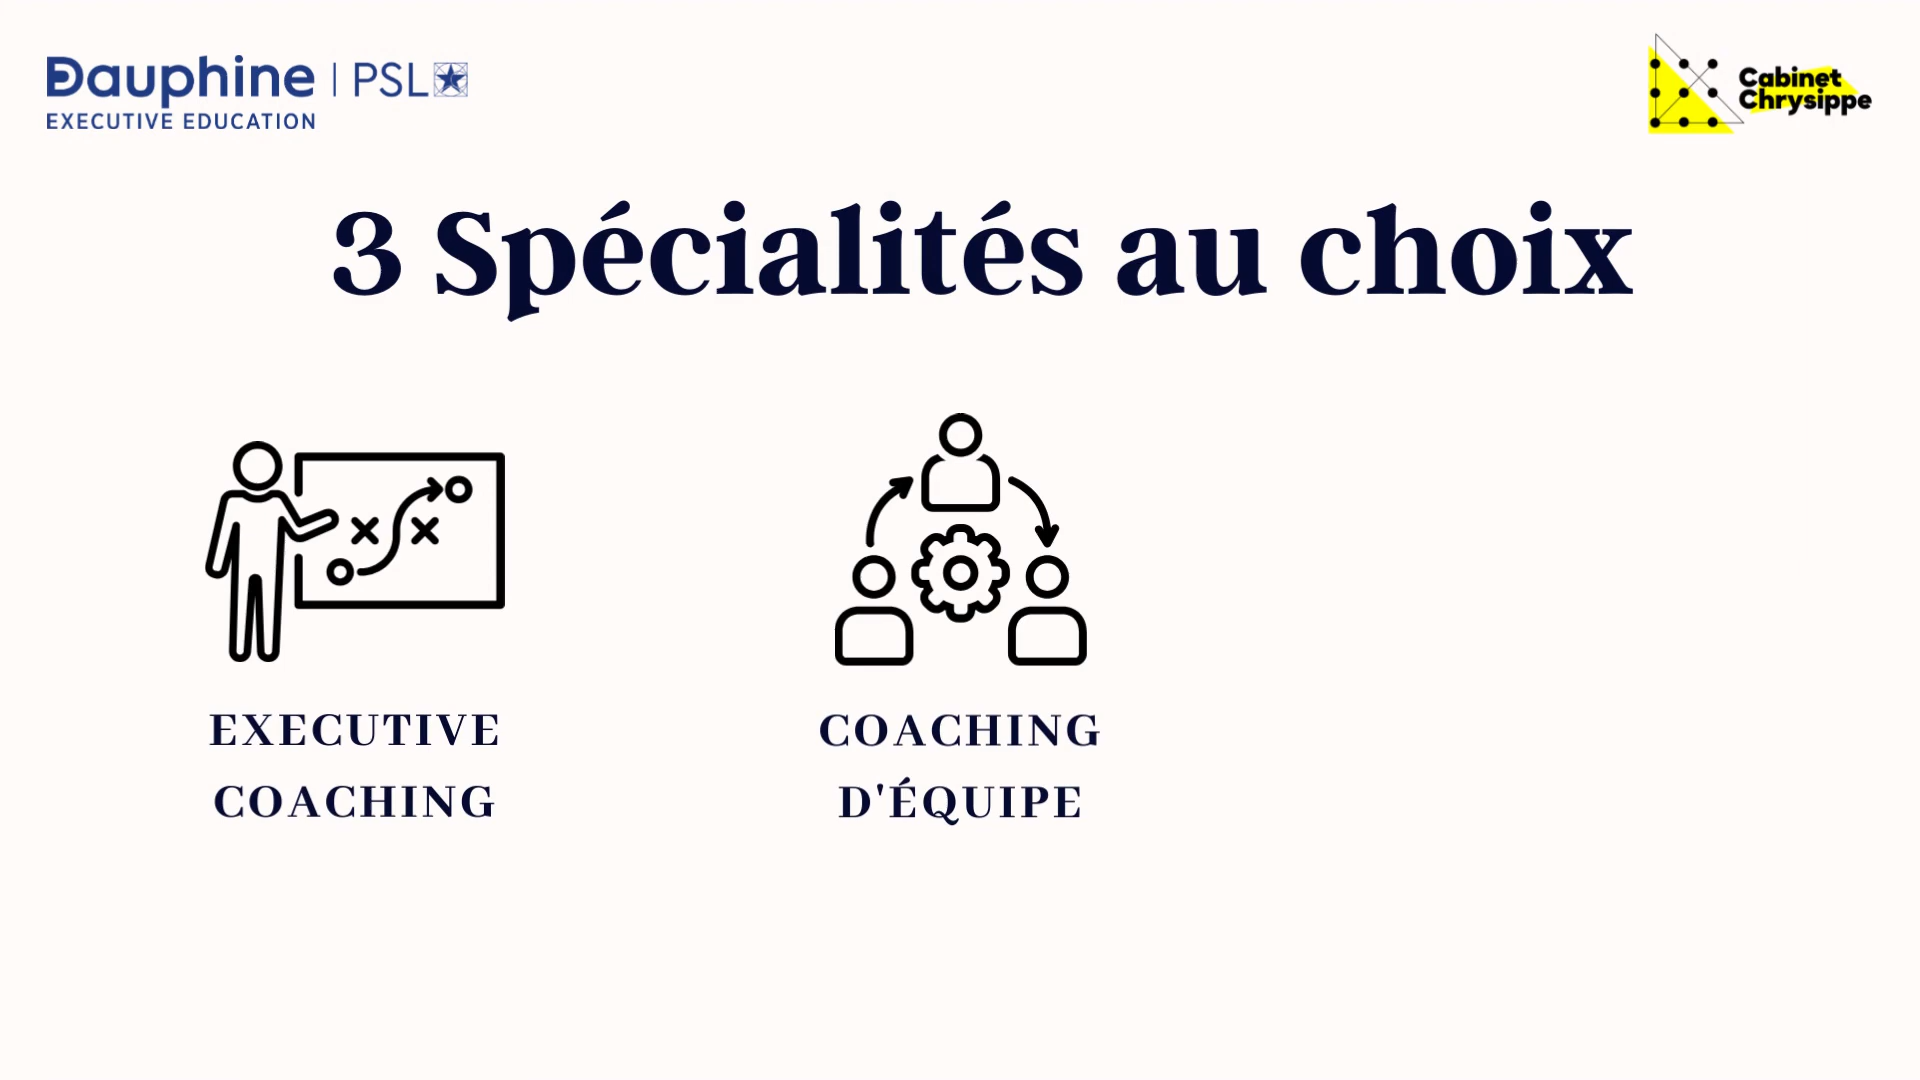 Dauphine | PSL
EXECUTIVE EDUCATION
Cabinet
Chrysippe
3 Spécialités au choix
EXECUTIVE
COACHING
COACHING
D'ÉQUIPE